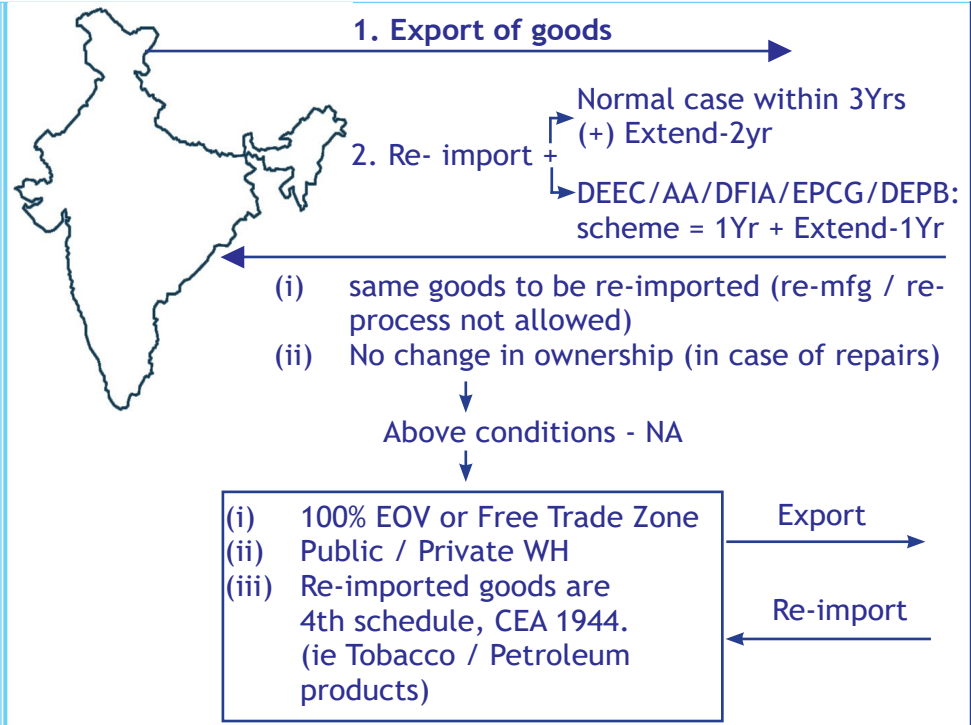 1. Export of goods
Normal case within 3Yrs
(+) Extend-2yr
2. Re- import +
DEEC/AA/DFIA/EPCG/DEPB:
scheme = 1Yr + Extend-1Yr
(i) same goods to be re-imported (re-mfg / re-
process not allowed)
(ii) No change in ownership (in case of repairs)
Above conditions - NA
(i) 100% EOV or Free Trade Zone
(ii) Public / Private WH
(iii) Re-imported goods are
4th schedule, CEA 1944.
(ie Tobacco / Petroleum
products)
Export
Re-import